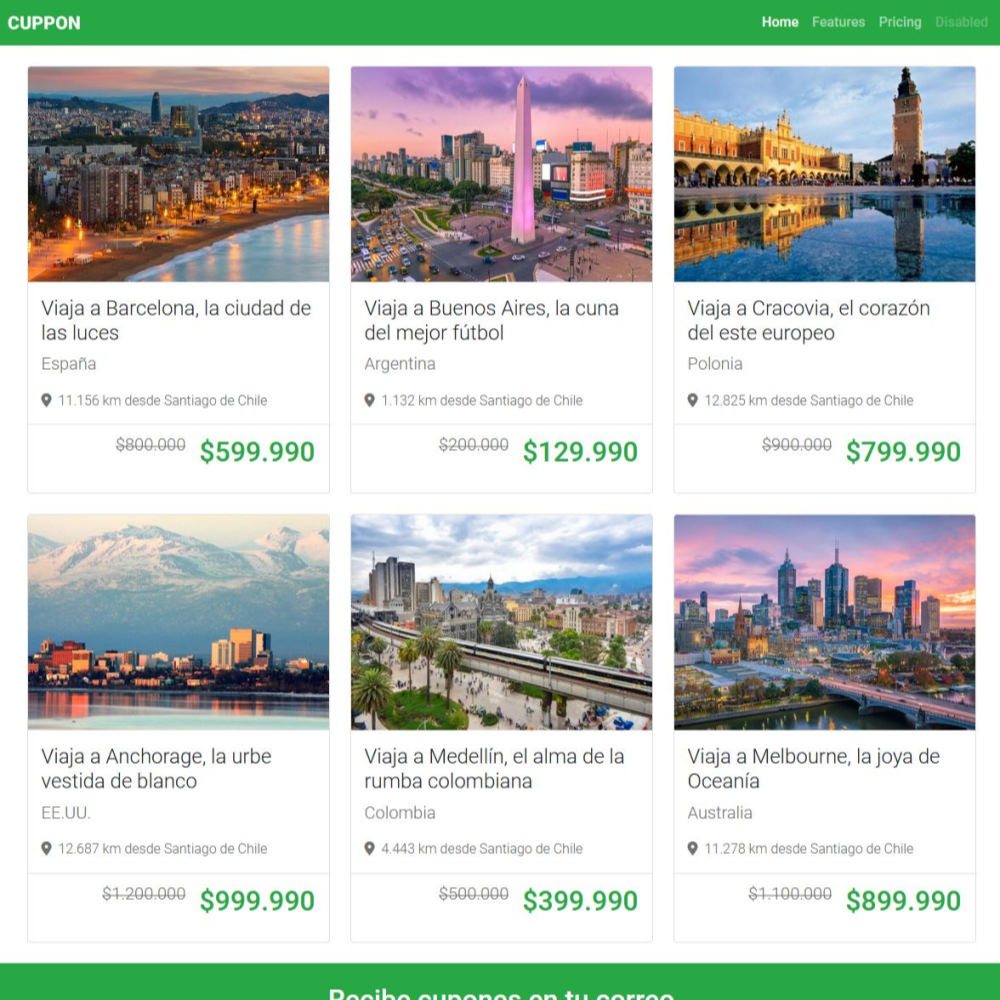 CUPPON
Home Features Pricing Disabled
Viaja a Barcelona, la ciudad de
las luces
España
11.156 km desde Santiago de Chile
$800.000 $599.990
Viaja a Buenos Aires, la cuna
del mejor fútbol
Argentina
1.132 km desde Santiago de Chile
$200.000 $129.990
Viaja a Cracovia, el corazón
del este europeo
Polonia
12.825 km desde Santiago de Chile
$900.000 $799.990
Viaja a Anchorage, la urbe
vestida de blanco
EE.UU.
12.687 km desde Santiago de Chile
$1.200.000 $999.990
Viaja a Medellín, el alma de la
rumba colombiana
Colombia
4.443 km desde Santiago de Chile
$500.000 $399.990
Viaja a Melbourne, la joya de
Oceanía
Australia
11.278 km desde Santiago de Chile
$1.100.000 $899.990
Recibe cupones en tu correo